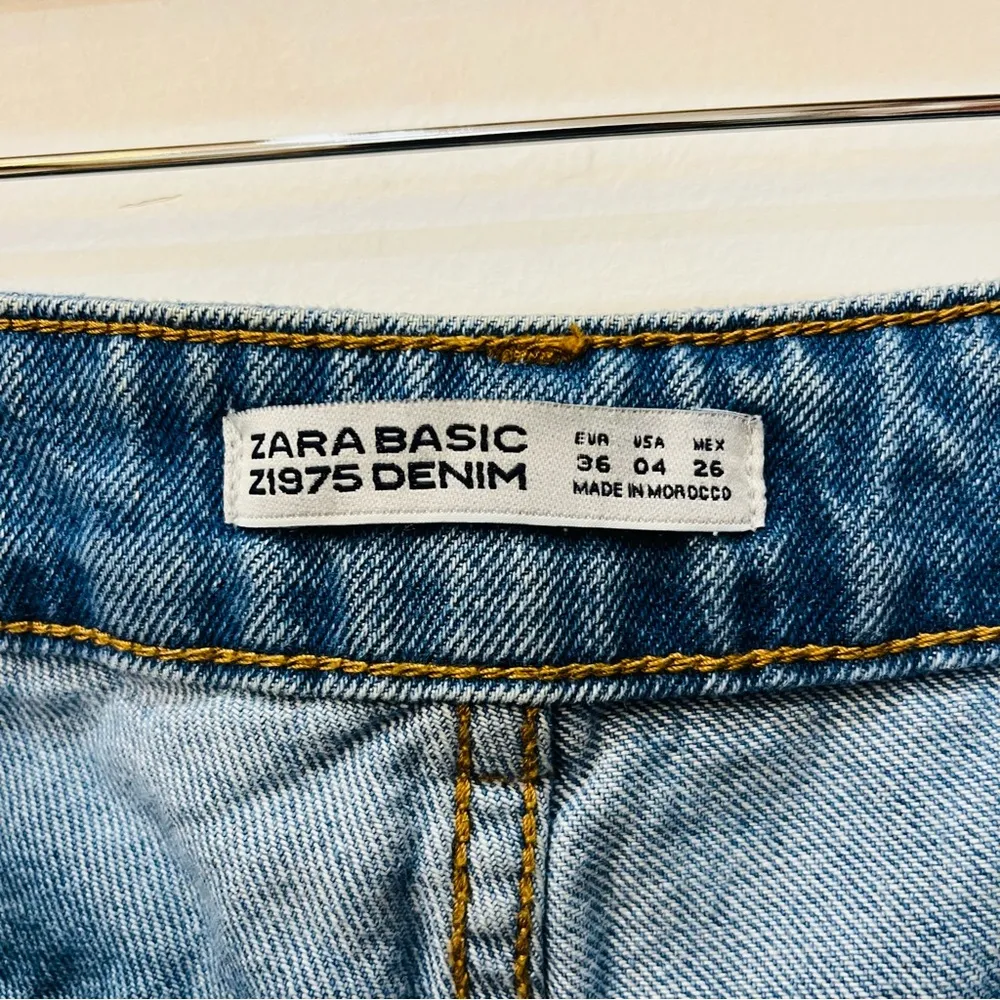 ZARA BASIC
Z1975 DENIM
EUR USA MEX
36 04 26
MADE IN MOROCCO